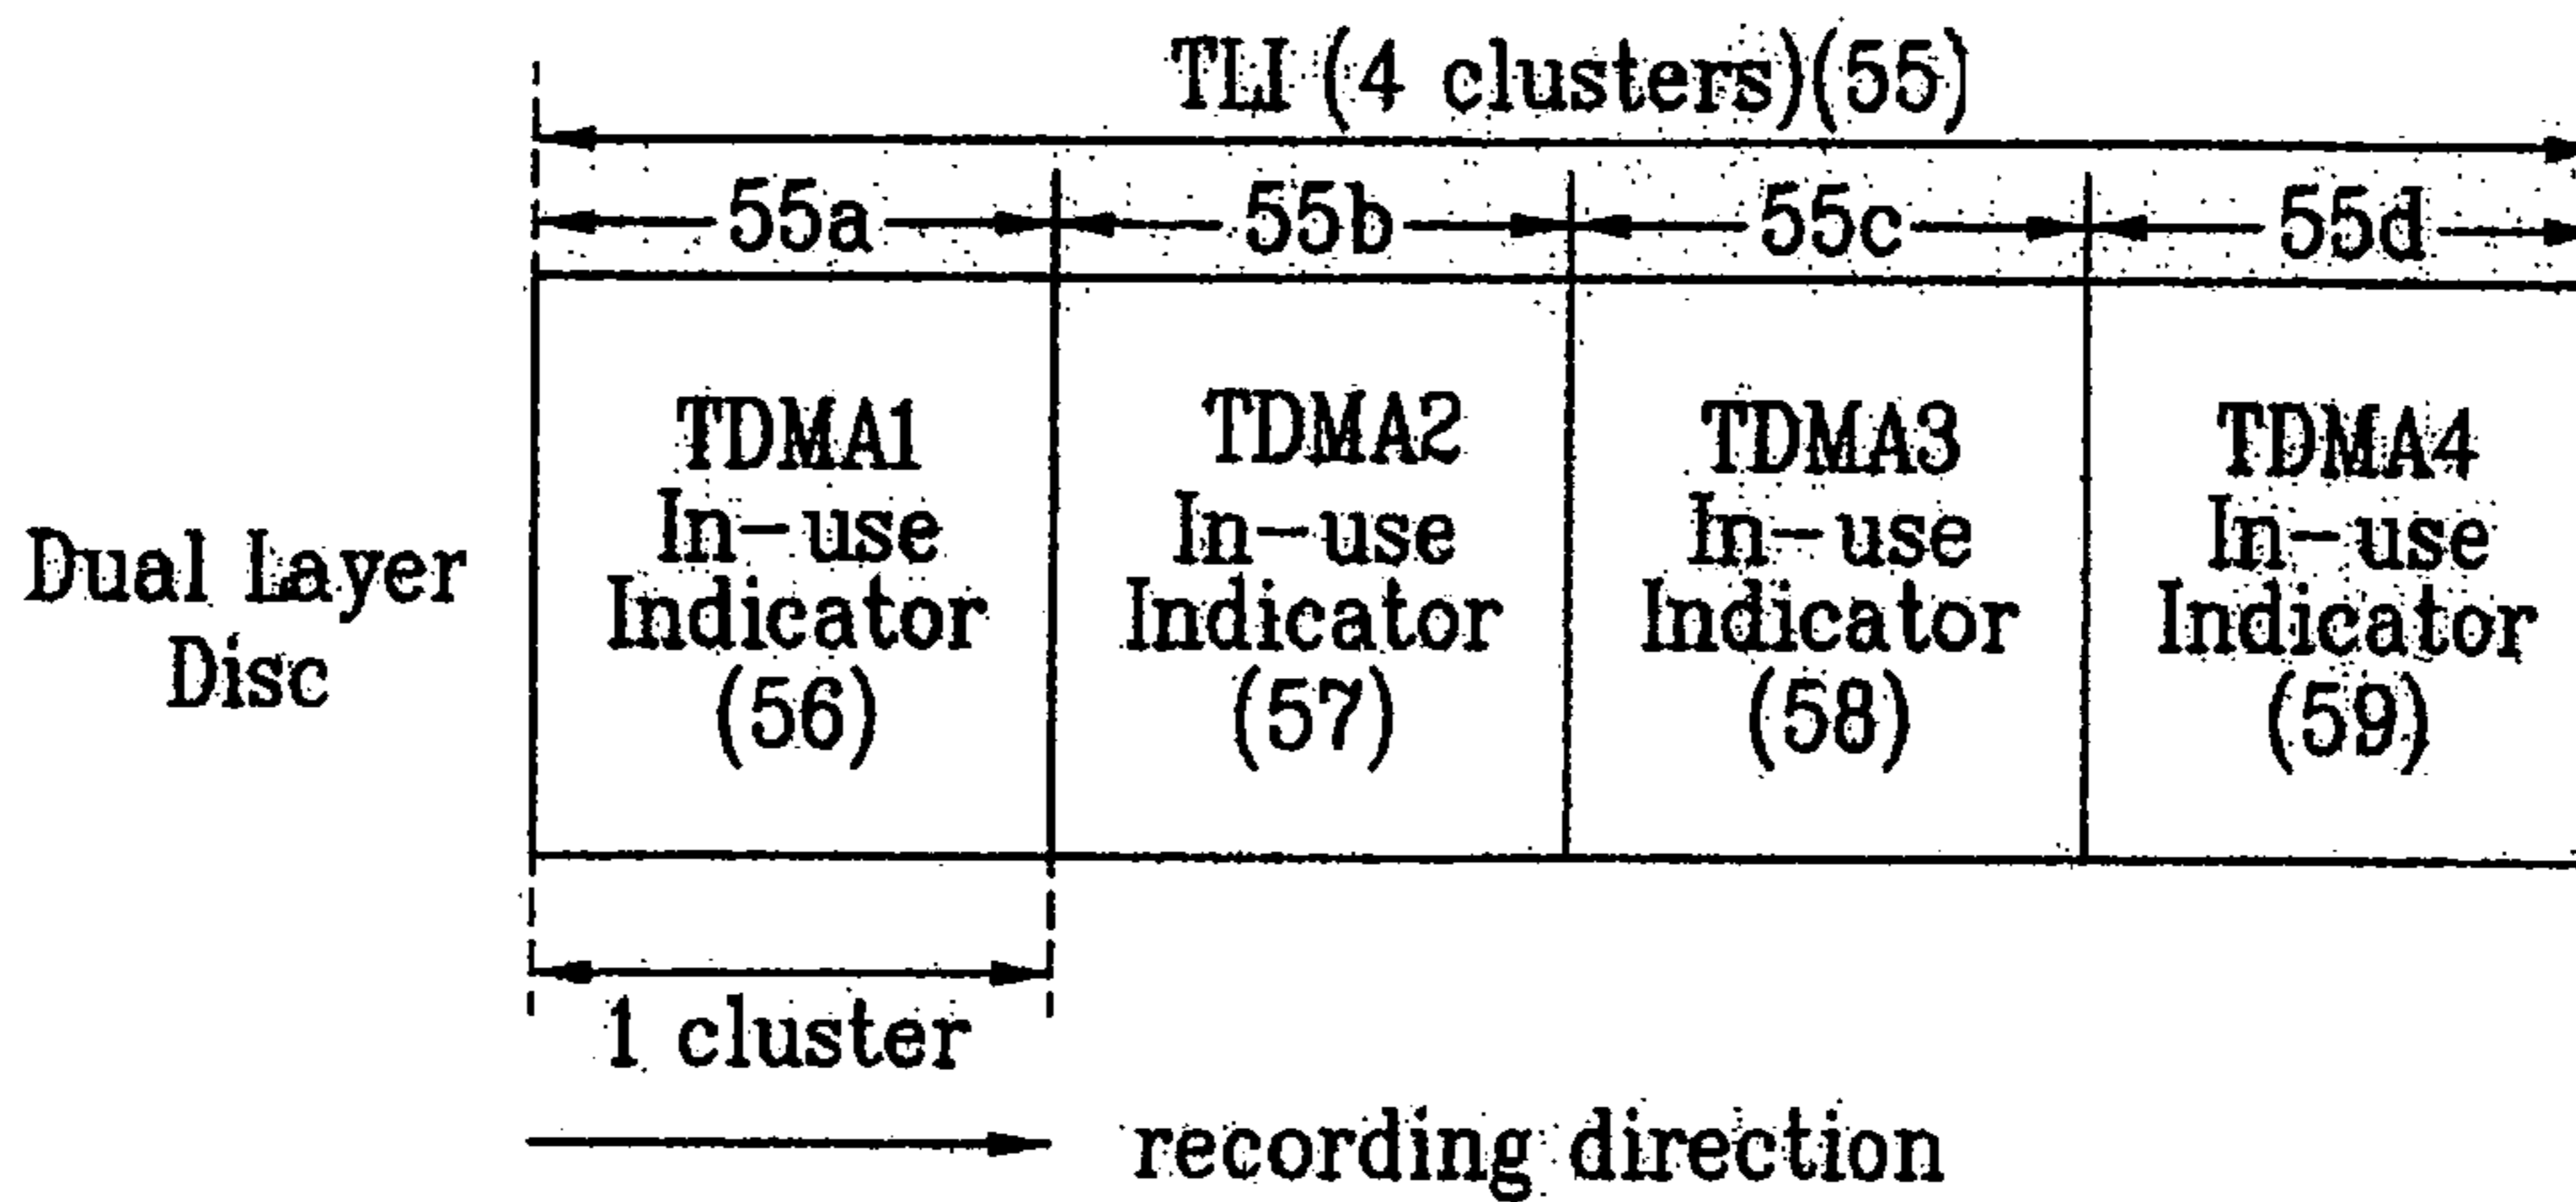 TLI (4 clusters)(55)
55a 55b 55c 55d
Dual Layer
Disc
TDMA1
In-use
Indicator
(56)
TDMA2
In-use
Indicator
(57)
TDMA3
In-use
Indicator
(58)
TDMA4
In-use
Indicator
(59)
1 cluster
recording direction